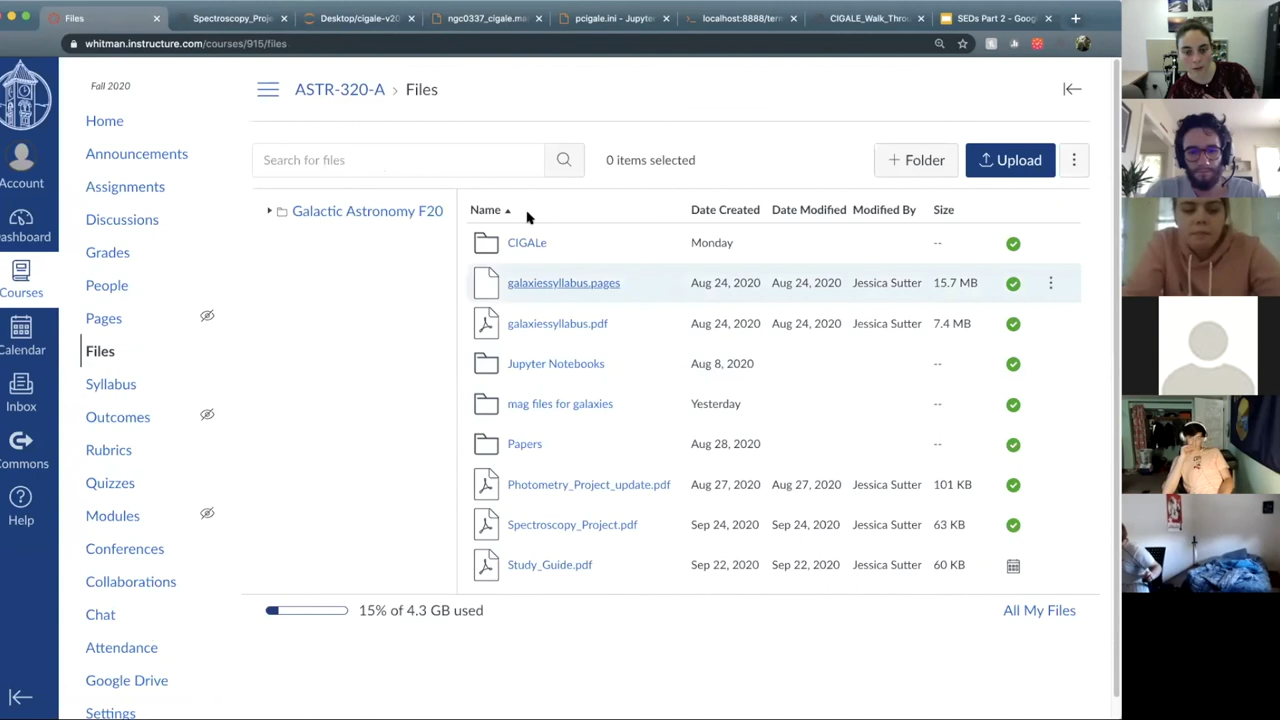 Files
Spectroscopy_Proje
Desktop/cigale-v20
ngc0337_cigale.ma
pcigale.ini - Jupyte
localhost:8888/tern
CIGALE_Walk_Throu
SEDs Part 2 - Googl
whitman.instructure.com/courses/915/files
Account
Dashboard
Courses
Calendar
Inbox
Commons
Help
Fall 2020
Home
Announcements
Assignments
Discussions
Grades
People
Pages
Files
Syllabus
Outcomes
Rubrics
Quizzes
Modules
Conferences
Collaborations
Chat
Attendance
Google Drive
Settings
ASTR-320-A > Files
Search for files
0 items selected
+ Folder
Upload
Galactic Astronomy F20
Name Date Created Date Modified Modified By Size
CIGALe Monday --
galaxiessyllabus.pages Aug 24, 2020 Aug 24, 2020 Jessica Sutter 15.7 MB
galaxiessyllabus.pdf Aug 24, 2020 Aug 24, 2020 Jessica Sutter 7.4 MB
Jupyter Notebooks Aug 8, 2020 --
mag files for galaxies Yesterday --
Papers Aug 28, 2020 --
Photometry_Project_update.pdf Aug 27, 2020 Aug 27, 2020 Jessica Sutter 101 KB
Spectroscopy_Project.pdf Sep 24, 2020 Sep 24, 2020 Jessica Sutter 63 KB
Study_Guide.pdf Sep 22, 2020 Sep 22, 2020 Jessica Sutter 60 KB
15% of 4.3 GB used
All My Files